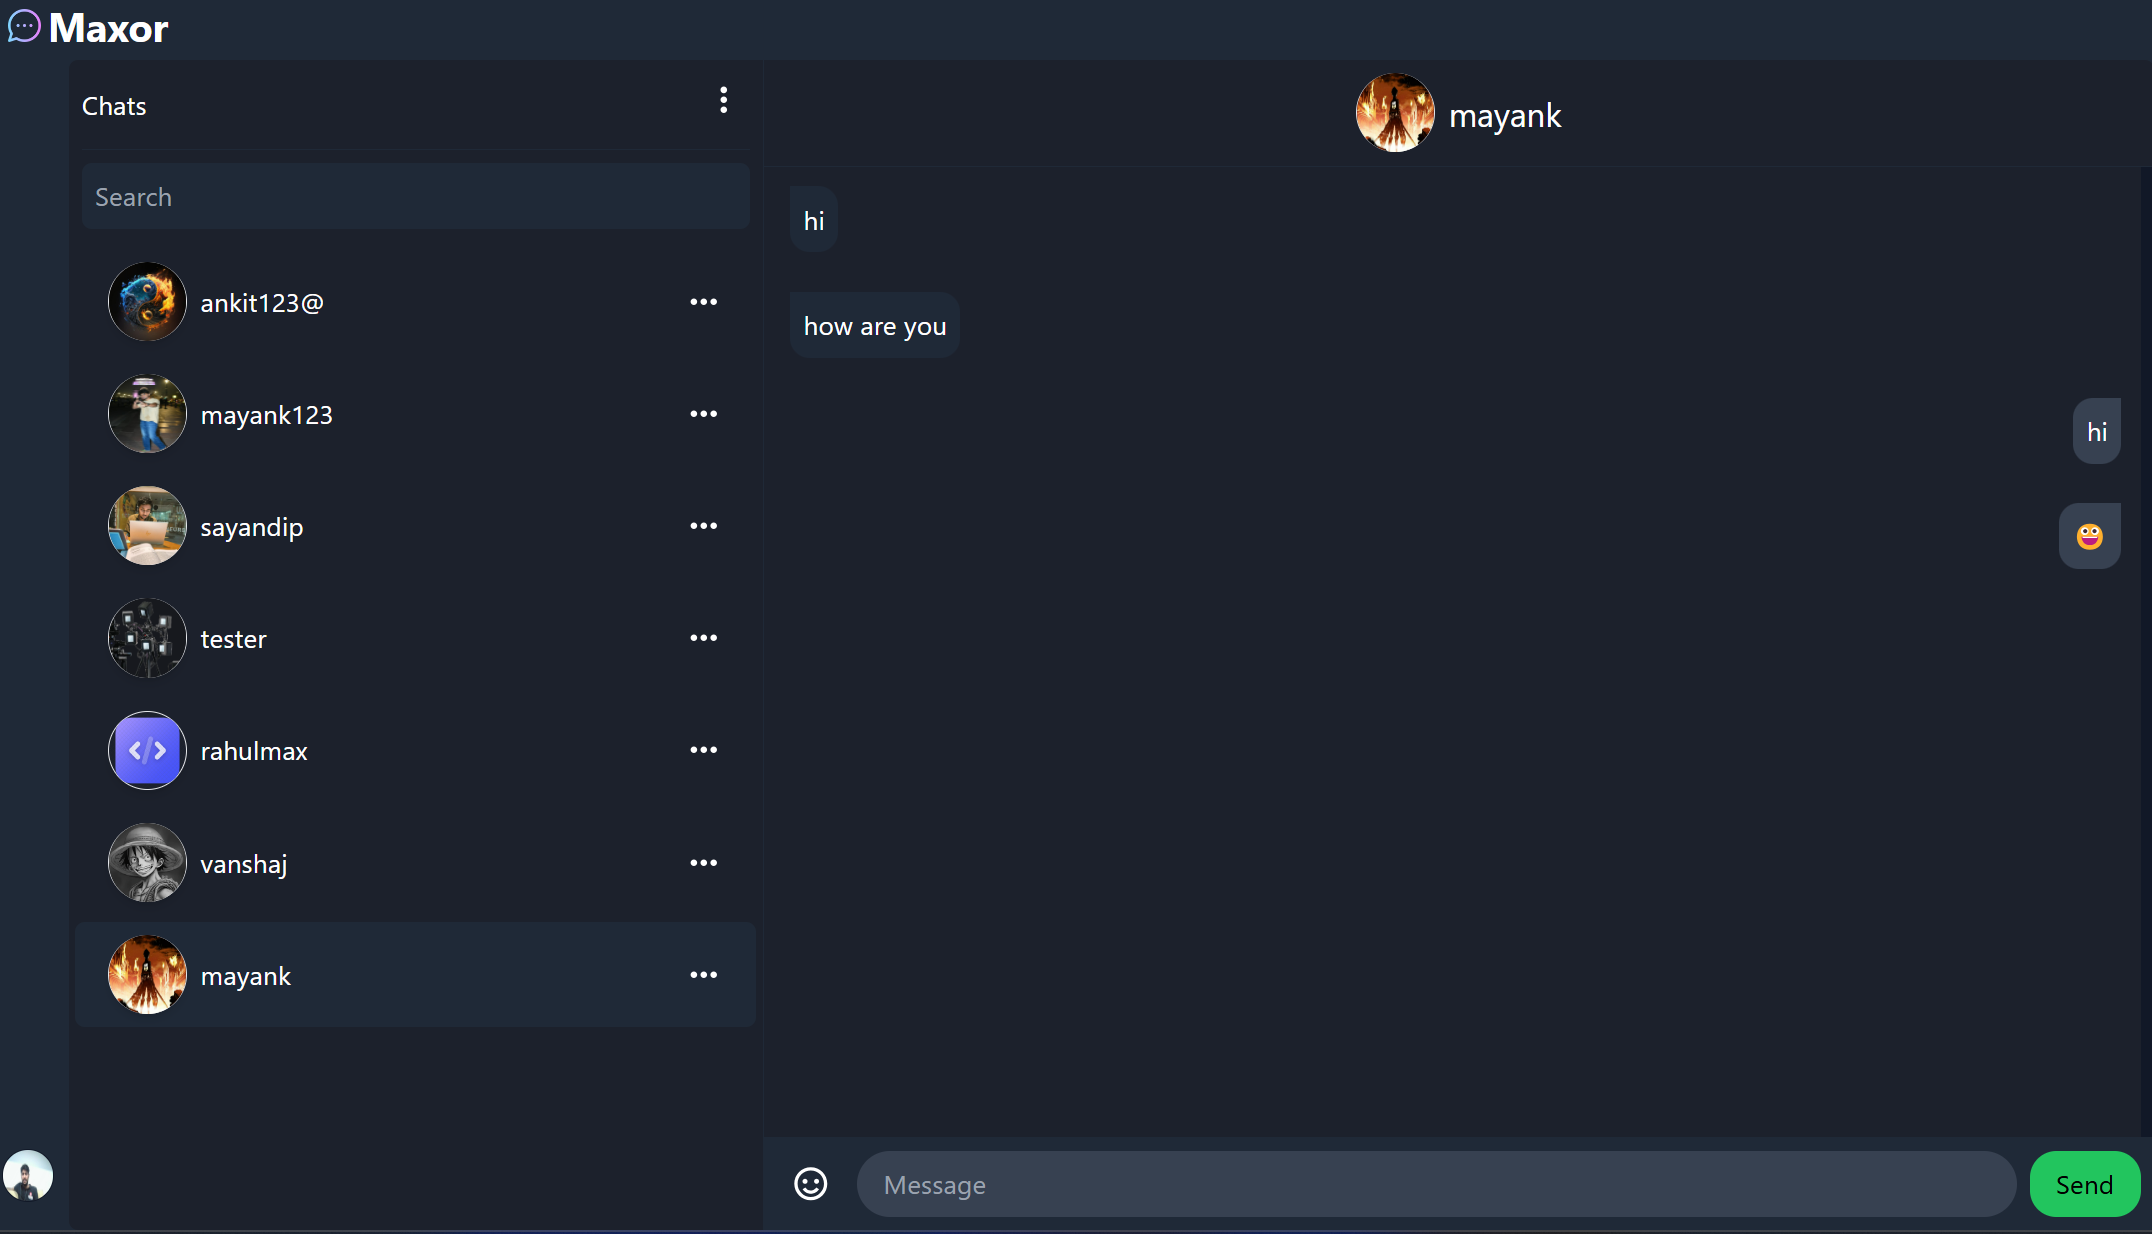 Maxor
Chats
Search
ankit123@
mayank123
sayandip
tester
rahulmax
vanshaj
mayank
mayank
hi
how are you
hi
😀
Message
Send